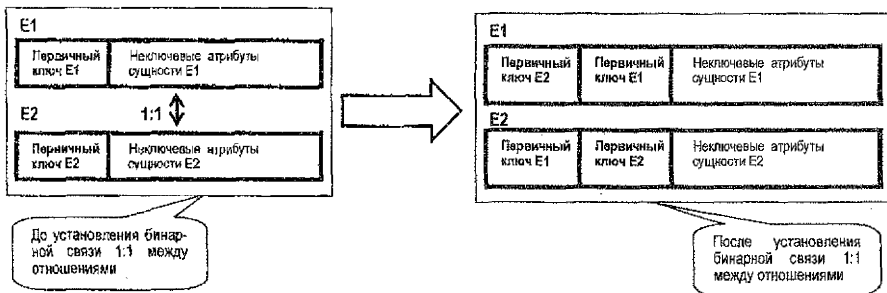 E1
Первичный
ключ E1
Неключевые атрибуты
сущности E1
E2
1:1
Первичный
ключ E2
Неключевые атрибуты
сущности E2
До установления бинар-
ной связи 1:1 между
отношениями
E1
Первичный
ключ E2
Первичный
ключ E1
Неключевые атрибуты
сущности E1
E2
Первичный
ключ E1
Первичный
ключ E2
Неключевые атрибуты
сущности E2
После установления
бинарной связи 1:1
между отношениями